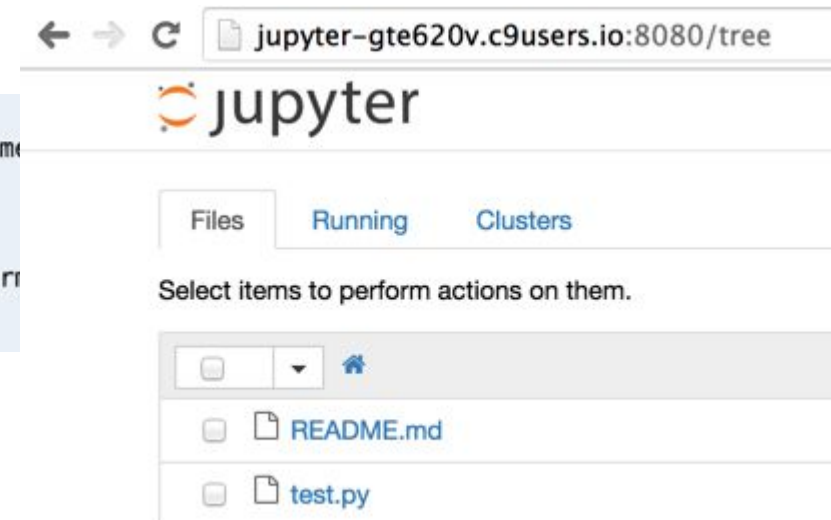 jupyter-gte620v.c9users.io:8080/tree
jupyter
Files Running Clusters
Select items to perform actions on them.
README.md
test.py